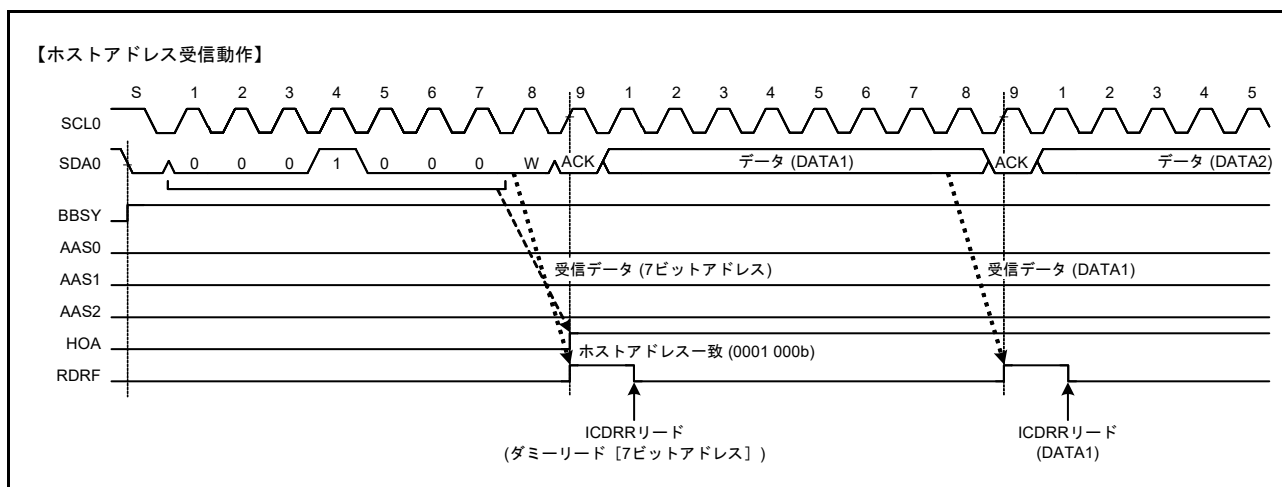 【ホストアドレス受信動作】
S 1 2 3 4 5 6 7 8 9 1 2 3 4 5 6 7 8 9 1 2 3 4 5
SCL0
SDA0 0 0 0 1 0 0 0 W ACK データ (DATA1) ACK データ (DATA2)
BBSY
AAS0
AAS1 受信データ (7ビットアドレス) 受信データ (DATA1)
AAS2
HOA ホストアドレス一致 (0001 000b)
RDRF
ICDRRリード ICDRRリード
(ダミーリード [7ビットアドレス] ) (DATA1)